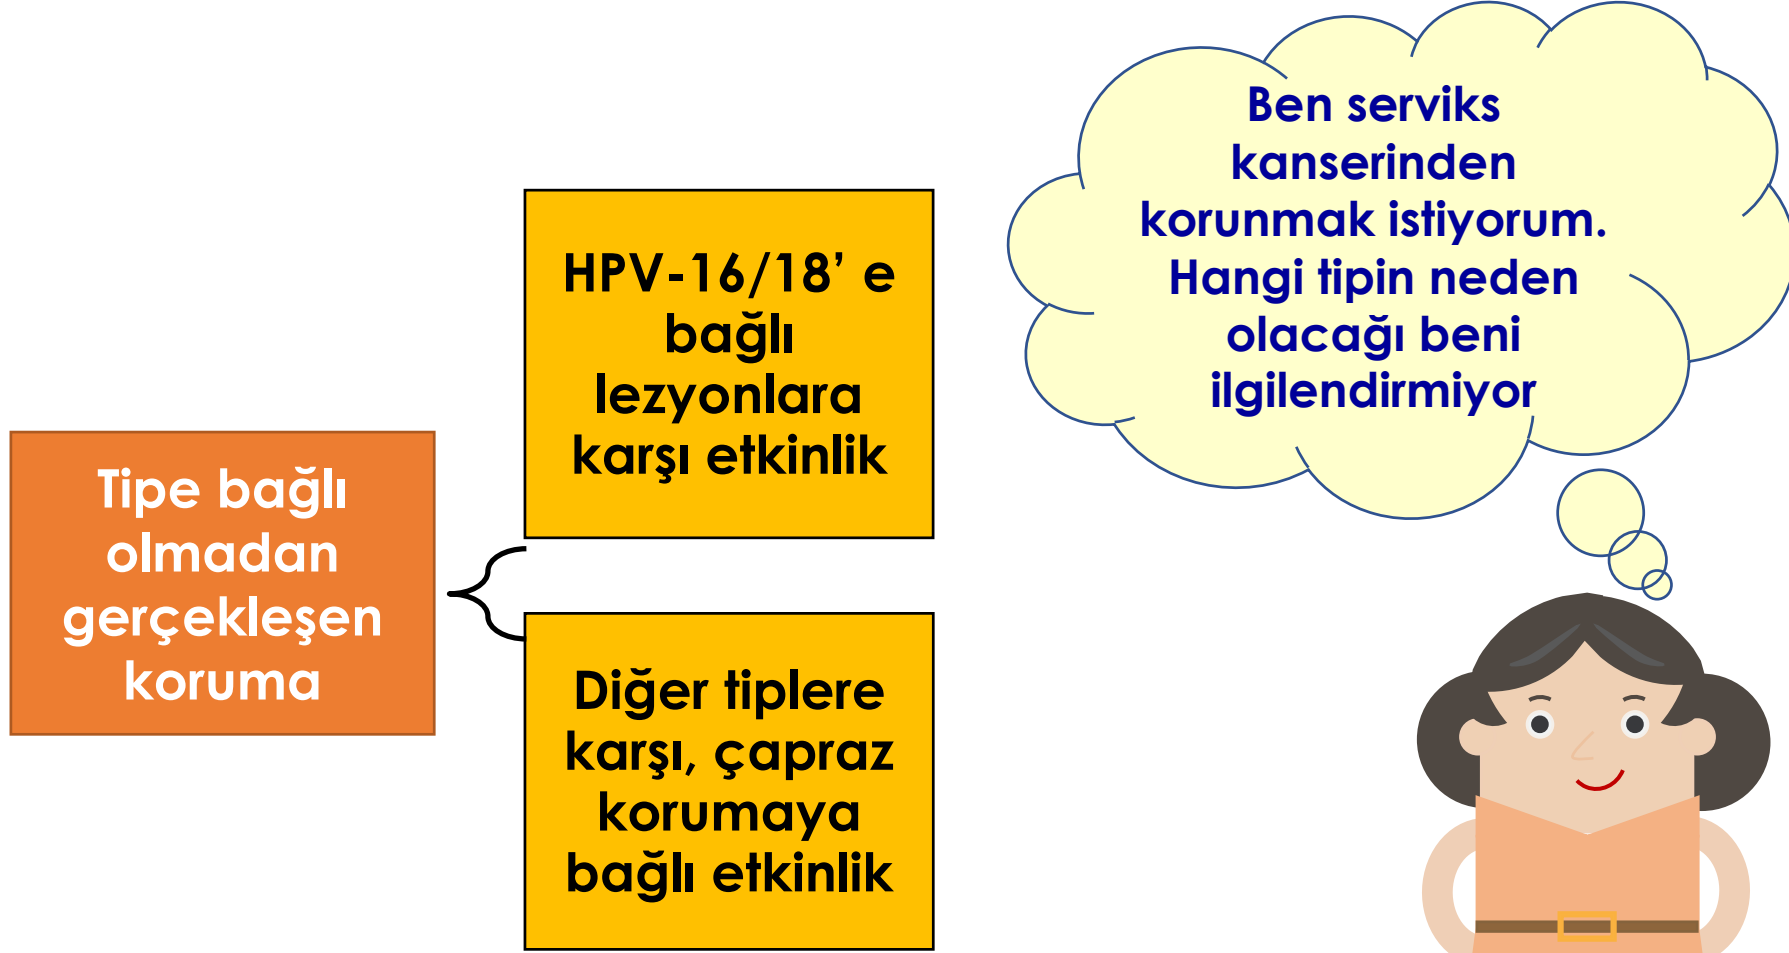 Tipe bağlı
olmadan
gerçekleşen
koruma
HPV-16/18’ e
bağlı
lezyonlara
karşı etkinlik
Diğer tiplere
karşı, çapraz
korumaya
bağlı etkinlik
Ben serviks
kanserinden
korunmak istiyorum.
Hangi tipin neden
olacağı beni
ilgilendirmiyor